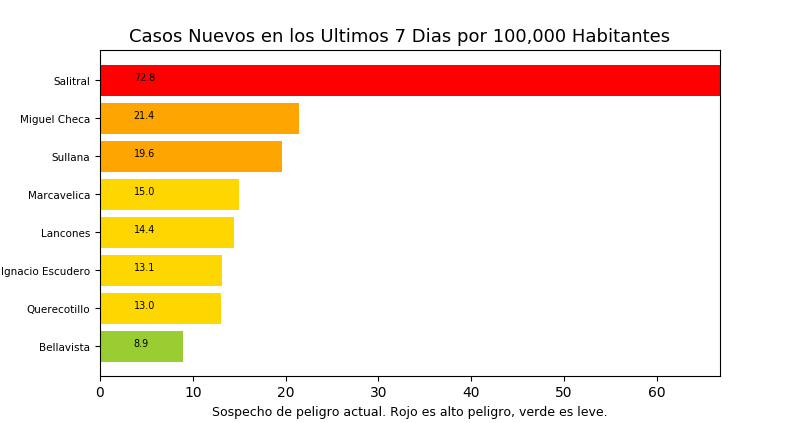 Casos Nuevos en los Ultimos 7 Dias por 100,000 Habitantes
Salitral 72.8
Miguel Checa 21.4
Sullana 19.6
Marcavelica 15.0
Lancones 14.4
Ignacio Escudero 13.1
Querecotillo 13.0
Bellavista 8.9
0 10 20 30 40 50 60
Sospecho de peligro actual. Rojo es alto peligro, verde es leve.